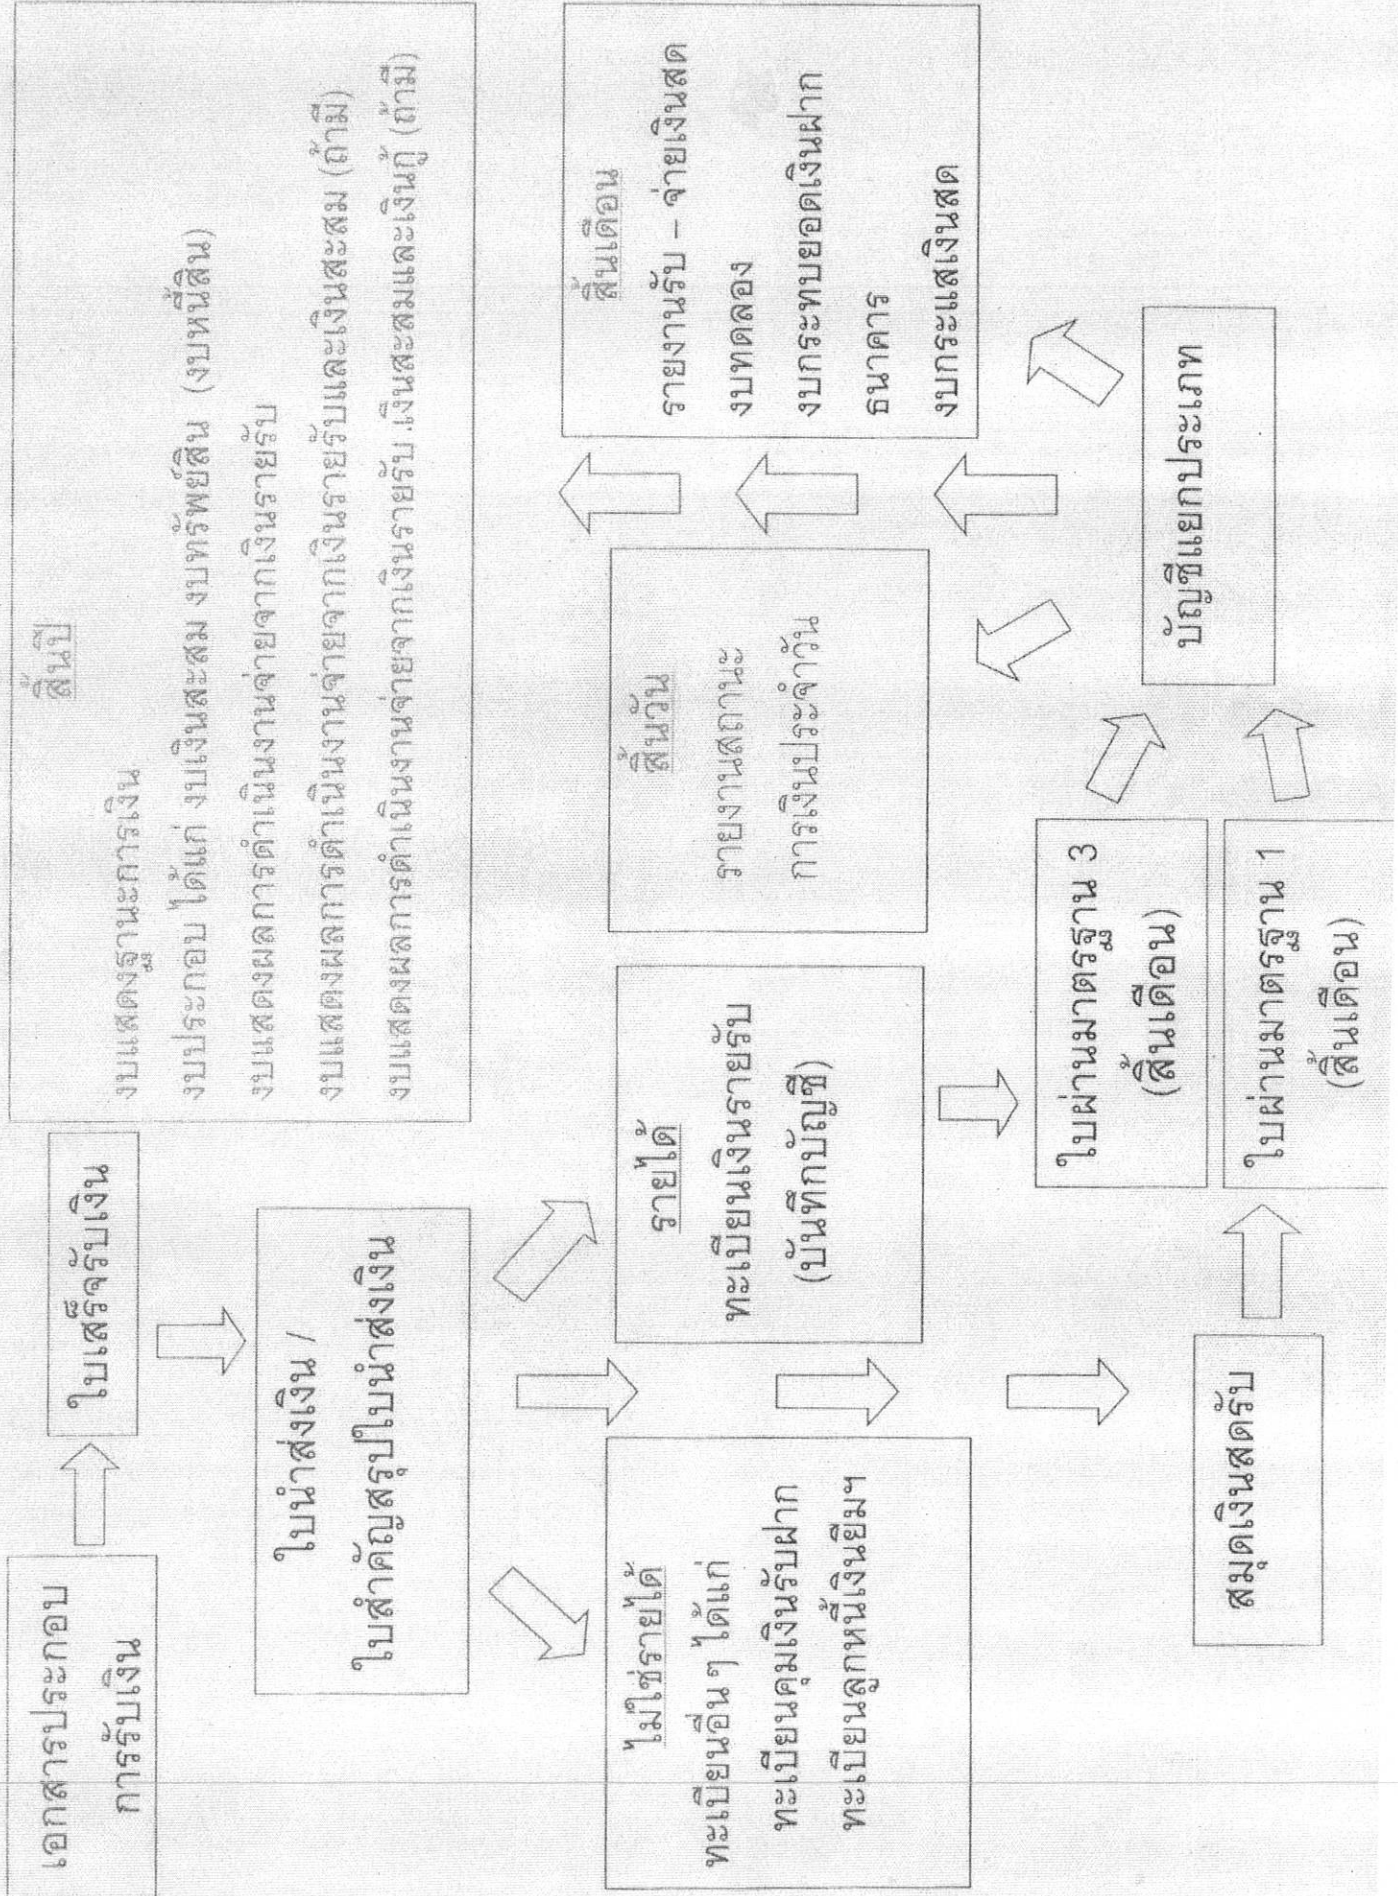 เอกสารประกอบ
การรับเงิน
ใบเสร็จรับเงิน
ใบนำส่งเงิน /
ใบสำคัญสรุปใบนำส่งเงิน
ไม่ใช่รายได้
ทะเบียนอื่น ๆ ได้แก่
ทะเบียนคุมเงินรับฝาก
ทะเบียนลูกหนี้เงินยืมฯ
รายได้
ทะเบียนเงินรายรับ
(บันทึกบัญชี)
สมุดเงินสดรับ
ใบผ่านมาตรฐาน 3
(สิ้นเดือน)
ใบผ่านมาตรฐาน 1
(สิ้นเดือน)
บัญชีแยกประเภท
สิ้นวัน
รายงานสถานะ
การเงินประจำวัน
สิ้นเดือน
รายงานรับ – จ่ายเงินสด
งบทดลอง
งบกระทบยอดเงินฝาก
ธนาคาร
งบกระแสเงินสด
สิ้นปี
งบแสดงฐานะการเงิน
งบประกอบ ได้แก่ งบเงินสะสม งบทรัพย์สิน (งบหนี้สิน)
งบแสดงผลการดำเนินงานจ่ายจากเงินรายรับ
งบแสดงผลการดำเนินงานจ่ายจากเงินรายรับและเงินสะสม (ถ้ามี)
งบแสดงผลการดำเนินงานจ่ายจากเงินรายรับ เงินสะสมและเงินกู้ (ถ้ามี)